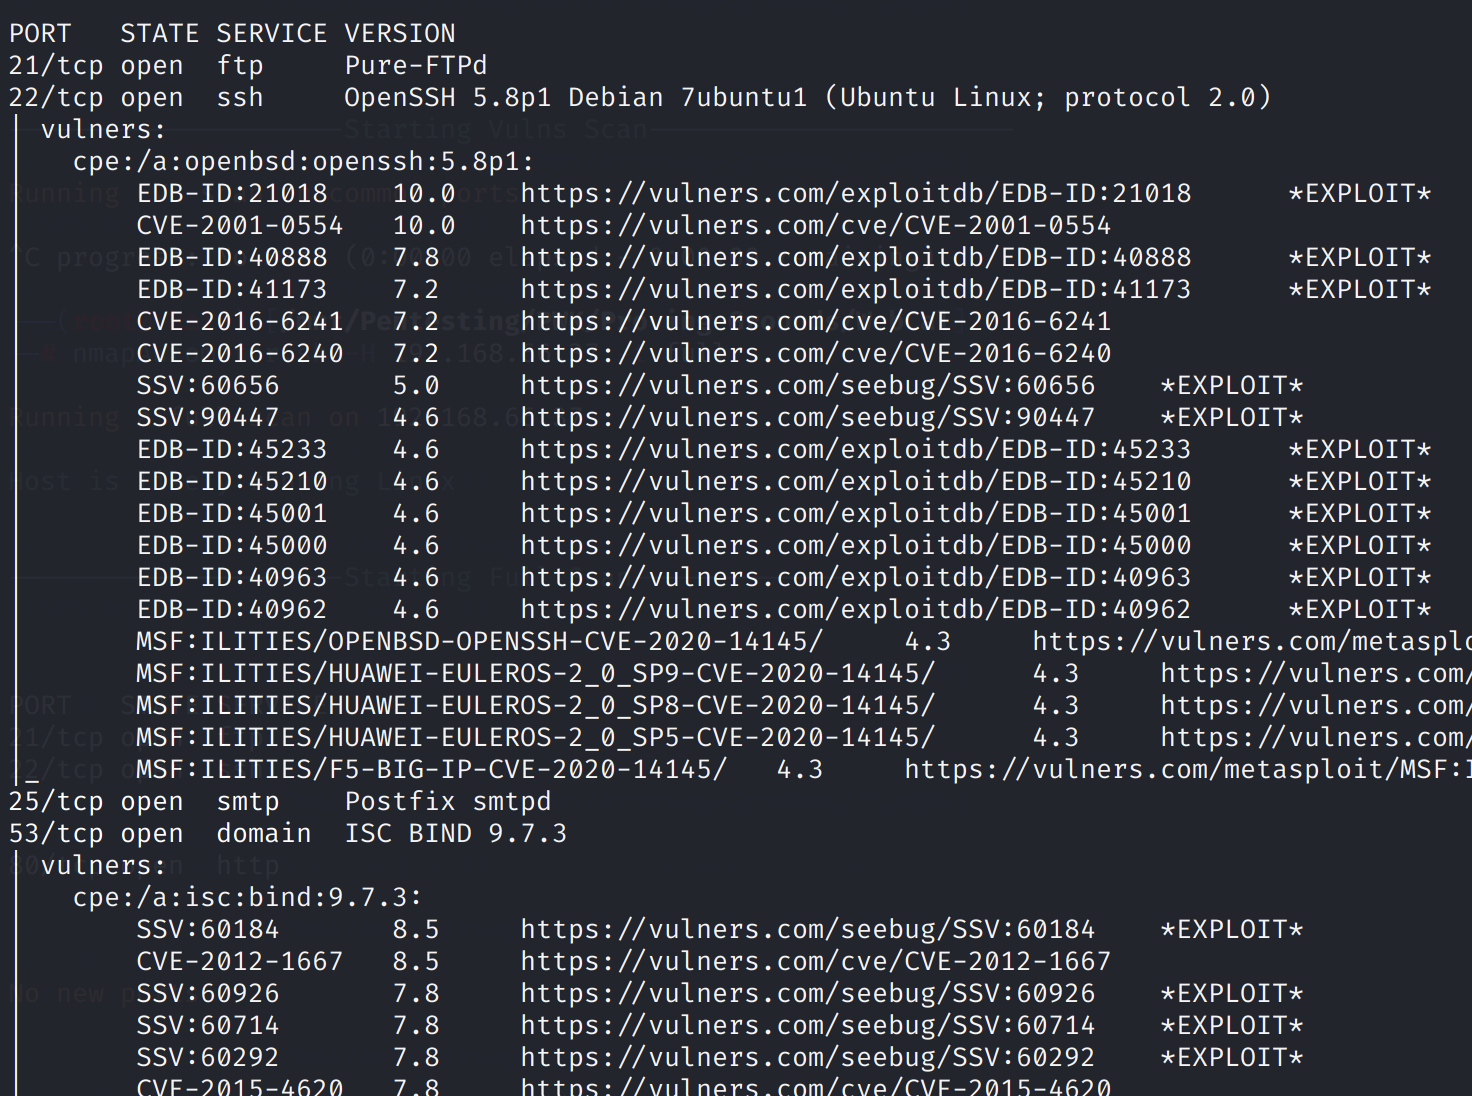 PORT   STATE SERVICE VERSION
21/tcp open  ftp     Pure-FTPd
22/tcp open  ssh     OpenSSH 5.8p1 Debian 7ubuntu1 (Ubuntu Linux; protocol 2.0)
| vulners:
|   cpe:/a:openbsd:openssh:5.8p1:
|       EDB-ID:21018    10.0    https://vulners.com/exploitdb/EDB-ID:21018      *EXPLOIT*
|       CVE-2001-0554   10.0    https://vulners.com/cve/CVE-2001-0554
|       EDB-ID:40888    7.8     https://vulners.com/exploitdb/EDB-ID:40888      *EXPLOIT*
|       EDB-ID:41173    7.2     https://vulners.com/exploitdb/EDB-ID:41173      *EXPLOIT*
|       CVE-2016-6241   7.2     https://vulners.com/cve/CVE-2016-6241
|       CVE-2016-6240   7.2     https://vulners.com/cve/CVE-2016-6240
|       SSV:60656       5.0     https://vulners.com/seebug/SSV:60656    *EXPLOIT*
|       SSV:90447       4.6     https://vulners.com/seebug/SSV:90447    *EXPLOIT*
|       EDB-ID:45233    4.6     https://vulners.com/exploitdb/EDB-ID:45233      *EXPLOIT*
|       EDB-ID:45210    4.6     https://vulners.com/exploitdb/EDB-ID:45210      *EXPLOIT*
|       EDB-ID:45001    4.6     https://vulners.com/exploitdb/EDB-ID:45001      *EXPLOIT*
|       EDB-ID:45000    4.6     https://vulners.com/exploitdb/EDB-ID:45000      *EXPLOIT*
|       EDB-ID:40963    4.6     https://vulners.com/exploitdb/EDB-ID:40963      *EXPLOIT*
|       EDB-ID:40962    4.6     https://vulners.com/exploitdb/EDB-ID:40962      *EXPLOIT*
|       MSF:ILITIES/OPENBSD-OPENSSH-CVE-2020-14145/     4.3     https://vulners.com/metasplo
|       MSF:ILITIES/HUAWEI-EULEROS-2_0_SP9-CVE-2020-14145/      4.3     https://vulners.com/
|       MSF:ILITIES/HUAWEI-EULEROS-2_0_SP8-CVE-2020-14145/      4.3     https://vulners.com/
|       MSF:ILITIES/HUAWEI-EULEROS-2_0_SP5-CVE-2020-14145/      4.3     https://vulners.com/
|_      MSF:ILITIES/F5-BIG-IP-CVE-2020-14145/   4.3     https://vulners.com/metasploit/MSF:I
25/tcp open  smtp    Postfix smtpd
53/tcp open  domain  ISC BIND 9.7.3
| vulners:
|   cpe:/a:isc:bind:9.7.3:
|       SSV:60184       8.5     https://vulners.com/seebug/SSV:60184    *EXPLOIT*
|       CVE-2012-1667   8.5     https://vulners.com/cve/CVE-2012-1667
|       SSV:60926       7.8     https://vulners.com/seebug/SSV:60926    *EXPLOIT*
|       SSV:60714       7.8     https://vulners.com/seebug/SSV:60714    *EXPLOIT*
|       SSV:60292       7.8     https://vulners.com/seebug/SSV:60292    *EXPLOIT*
|       CVE-2015-4620   7.8     https://vulners.com/cve/CVE-2015-4620